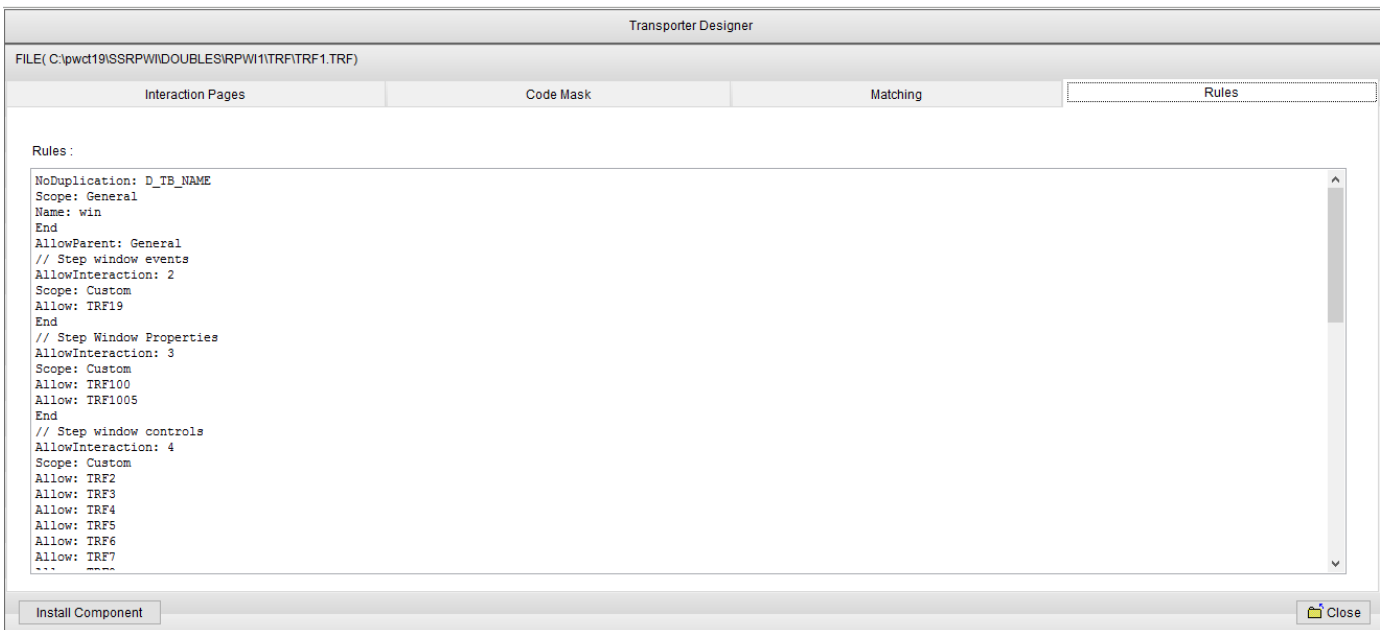 Transporter Designer
FILE( C:\pwct19\SSRPWI\DOUBLES\RPWI1\TRF\TRF1.TRF)
Interaction Pages
Code Mask
Matching
Rules
Rules :
NoDuplication: D_TB_NAME
Scope: General
Name: win
End
AllowParent: General
// Step window events
AllowInteraction: 2
Scope: Custom
Allow: TRF19
End
// Step Window Properties
AllowInteraction: 3
Scope: Custom
Allow: TRF100
Allow: TRF1005
End
// Step window controls
AllowInteraction: 4
Scope: Custom
Allow: TRF2
Allow: TRF3
Allow: TRF4
Allow: TRF5
Allow: TRF6
Allow: TRF7
Install Component
Close